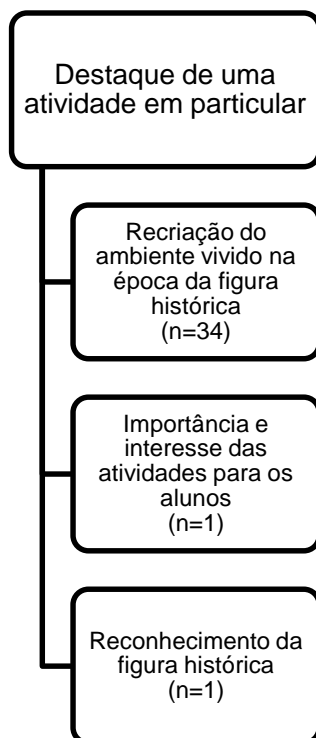 Destaque de uma
atividade em particular
Recriação do
ambiente vivido na
época da figura
histórica
(n=34)
Importância e
interesse das
atividades para os
alunos
(n=1)
Reconhecimento da
figura histórica
(n=1)